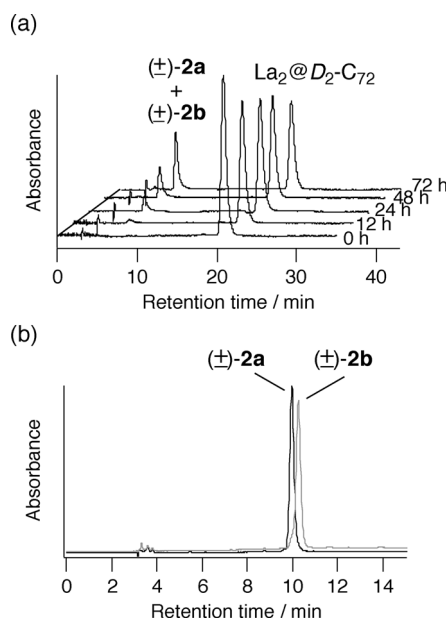 (a)
(±)-2a
+
(±)-2b
La₂@D₂-C₇₂
Absorbance
72 h
48 h
24 h
12 h
0 h
0 10 20 30 40
Retention time / min
(b)
(±)-2a (±)-2b
Absorbance
0 2 4 6 8 10 12 14
Retention time / min